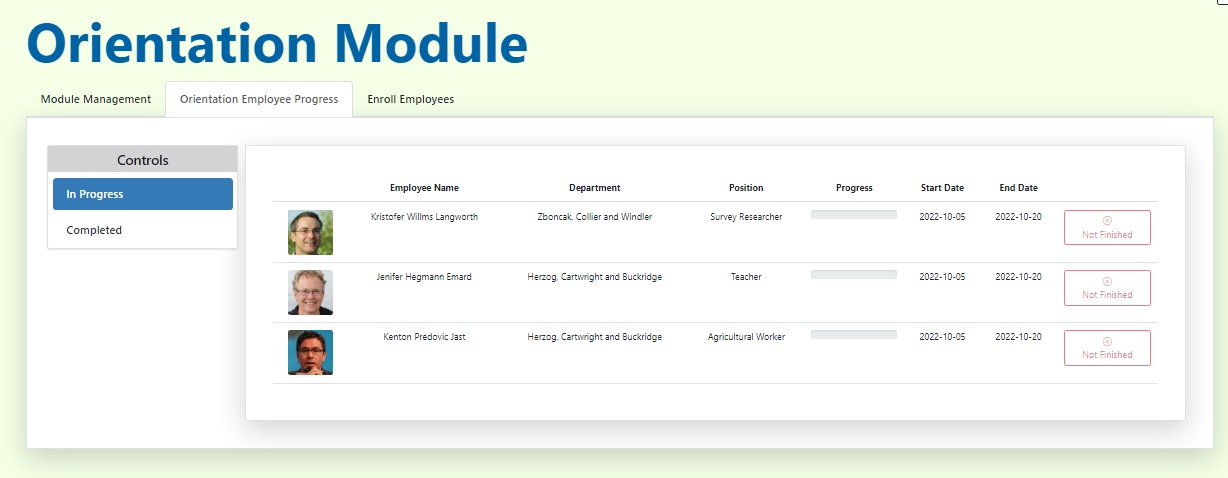 Orientation Module
Module Management Orientation Employee Progress Enroll Employees
Controls
In Progress
Completed
Employee Name Department Position Progress Start Date End Date
Kristofer Willms Langworth Zboncak, Collier and Windler Survey Researcher 2022-10-05 2022-10-20
Not Finished
Jenifer Hegmann Emard Herzog, Cartwright and Buckridge Teacher 2022-10-05 2022-10-20
Not Finished
Kenton Predovic Jast Herzog, Cartwright and Buckridge Agricultural Worker 2022-10-05 2022-10-20
Not Finished